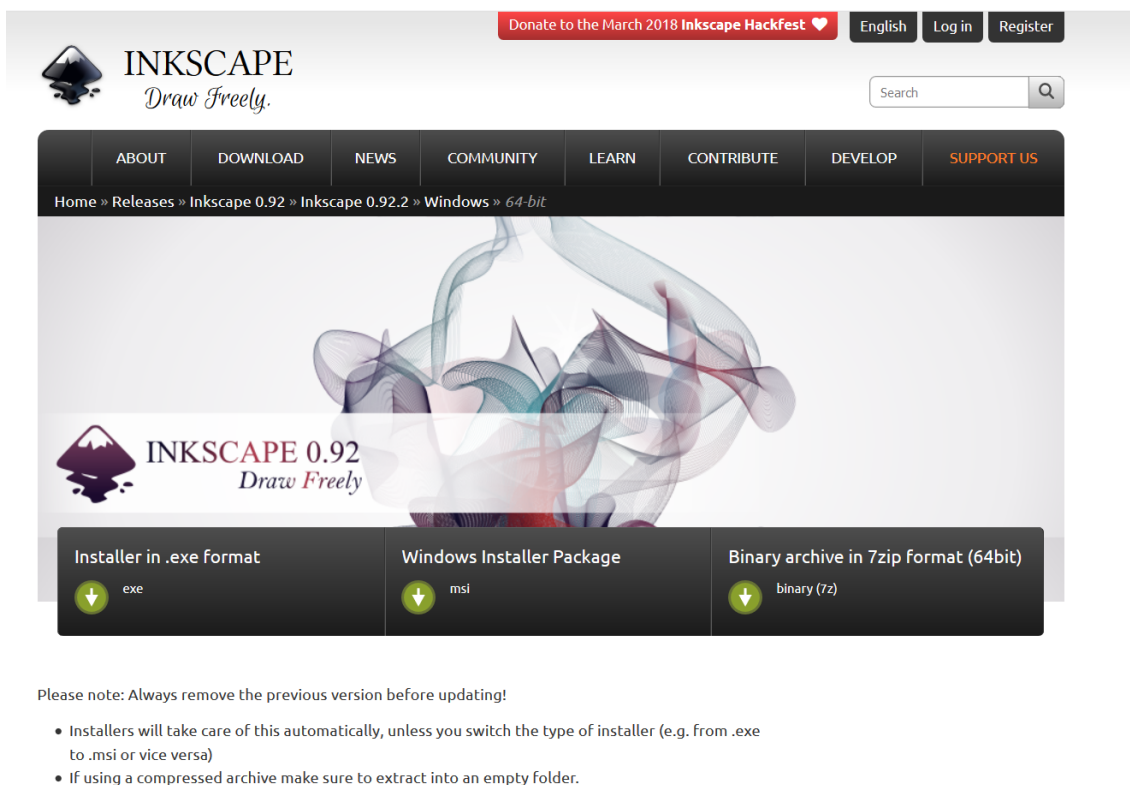 Donate to the March 2018 Inkscape Hackfest
English
Log in
Register
INKSCAPE
Draw Freely.
Search
ABOUT
DOWNLOAD
NEWS
COMMUNITY
LEARN
CONTRIBUTE
DEVELOP
SUPPORT US
Home » Releases » Inkscape 0.92 » Inkscape 0.92.2 » Windows » 64-bit
INKSCAPE 0.92
Draw Freely
Installer in .exe format
exe
Windows Installer Package
msi
Binary archive in 7zip format (64bit)
binary (7z)
Please note: Always remove the previous version before updating!
• Installers will take care of this automatically, unless you switch the type of installer (e.g. from .exe
to .msi or vice versa)
• If using a compressed archive make sure to extract into an empty folder.